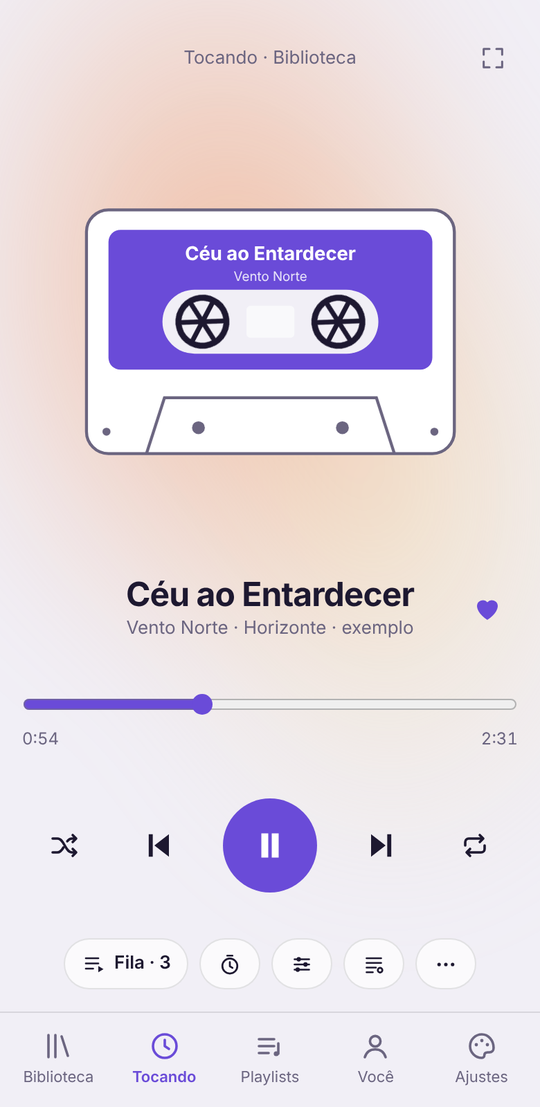 Tocando · Biblioteca
Céu ao Entardecer
Vento Norte
Céu ao Entardecer
Vento Norte · Horizonte · exemplo
0:54
2:31
Fila · 3
Biblioteca
Tocando
Playlists
Você
Ajustes